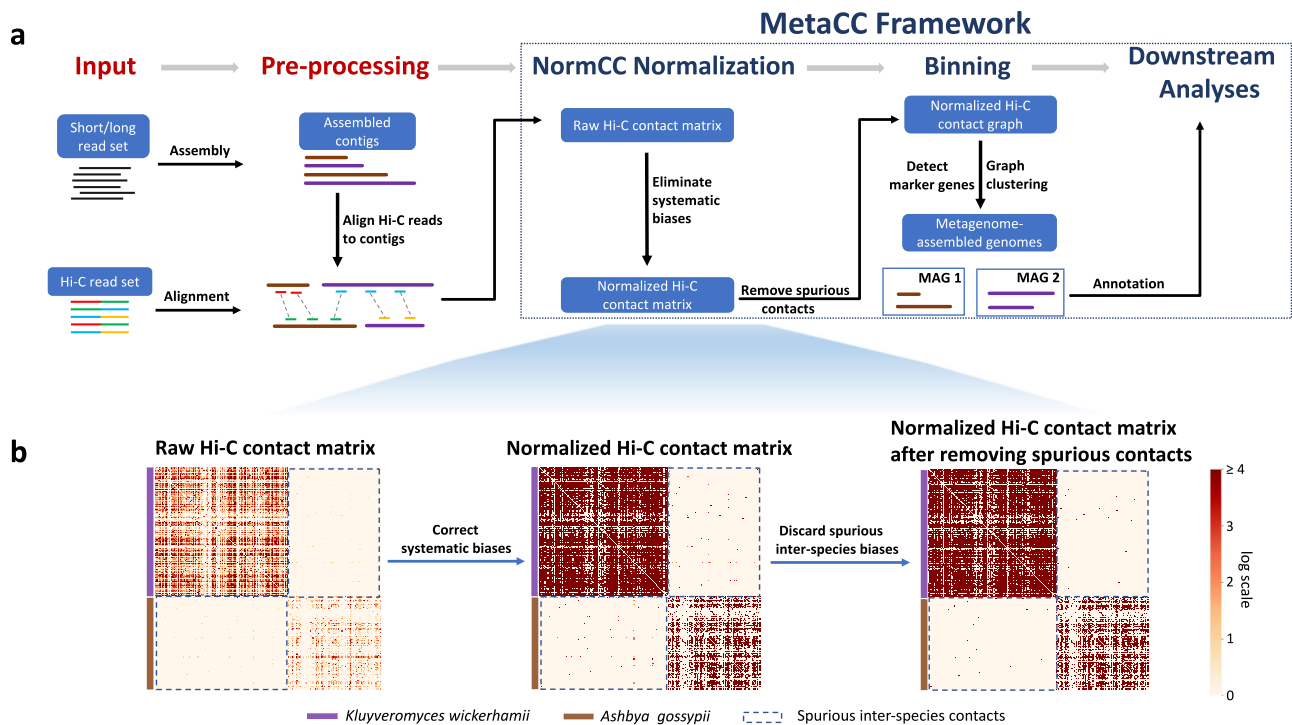 a
MetaCC Framework
Input
Pre-processing
NormCC Normalization
Binning
Downstream
Analyses
Short/long
read set
Assembly
Assembled
contigs
Align Hi-C reads
to contigs
Hi-C read set
Alignment
Raw Hi-C contact matrix
Eliminate
systematic
biases
Normalized Hi-C
contact matrix
Remove spurious
contacts
Normalized Hi-C
contact graph
Detect
marker genes
Graph
clustering
Metagenome-
assembled genomes
MAG 1
MAG 2
Annotation
b
Raw Hi-C contact matrix
Correct
systematic biases
Normalized Hi-C contact matrix
Discard spurious
inter-species biases
Normalized Hi-C contact matrix
after removing spurious contacts
≥ 4
3
2
1
0
log scale
Kluyveromyces wickerhamii
Ashbya gossypii
Spurious inter-species contacts